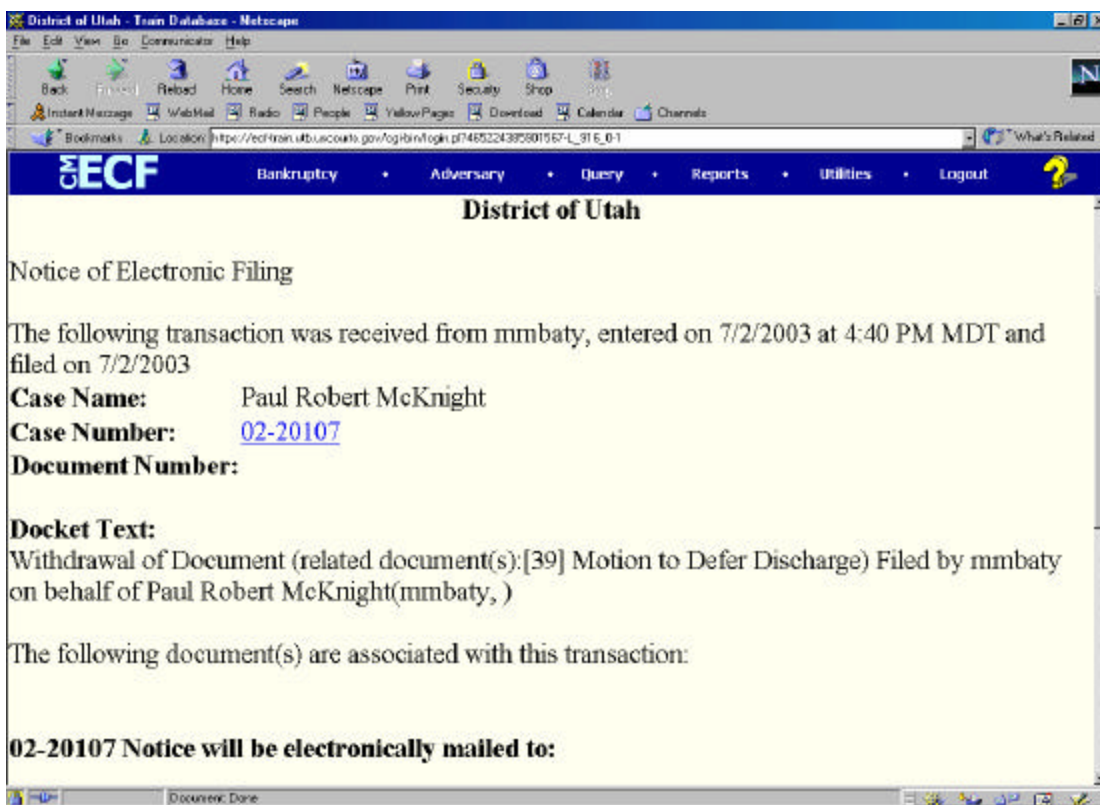 District of Utah - Train Database - Netscape
File Edit View Go Communicator Help
Back Reload Home Search Netscape Print Security Shop
Instant Message WebMail Radio People Yellow Pages Download Calendar Channels
Bookmarks Location: What's Related
CM ECF Bankruptcy • Adversary • Query • Reports • Utilities • Logout ?
District of Utah
Notice of Electronic Filing
The following transaction was received from mmbaty, entered on 7/2/2003 at 4:40 PM MDT and
filed on 7/2/2003
Case Name: Paul Robert McKnight
Case Number: 02-20107
Document Number:
Docket Text:
Withdrawal of Document (related document(s):[39] Motion to Defer Discharge) Filed by mmbaty
on behalf of Paul Robert McKnight(mmbaty, )
The following document(s) are associated with this transaction:
02-20107 Notice will be electronically mailed to:
Document: Done